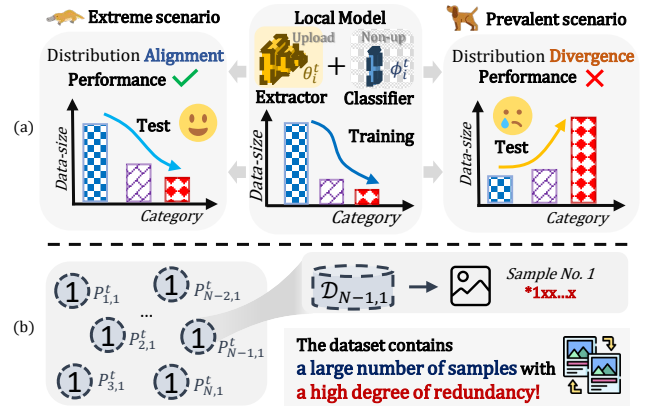 Extreme scenario
Distribution Alignment
Performance
Test
Data-size
Category
Local Model
Upload
θ_i^t
+
Non-up
ϕ_i^t
Extractor
Classifier
Training
Data-size
Category
Prevalent scenario
Distribution Divergence
Performance
Test
Data-size
Category
(a)
(b)
1 P_{1,1}^t
1 P_{N-2,1}^t
...
1 P_{2,1}^t
1 P_{N-1,1}^t
1 P_{3,1}^t
1 P_{N,1}^t
𝒟_{N-1,1}
Sample No. 1
*1xx...x
The dataset contains
a large number of samples with
a high degree of redundancy!